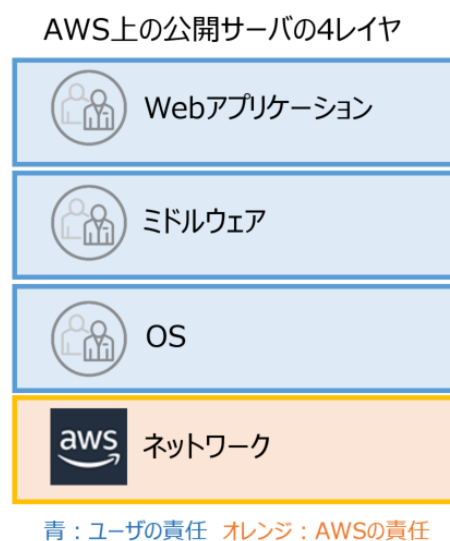 AWS上の公開サーバの4レイヤ
Webアプリケーション
ミドルウェア
OS
aws
ネットワーク
青：ユーザの責任 オレンジ：AWSの責任